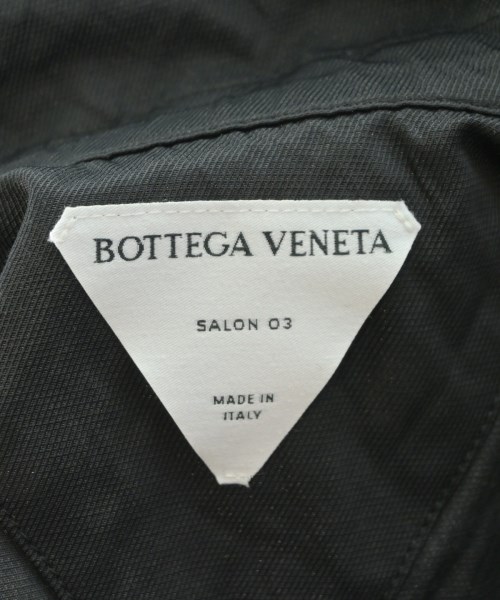 BOTTEGA VENETA
SALON 03
MADE IN
ITALY